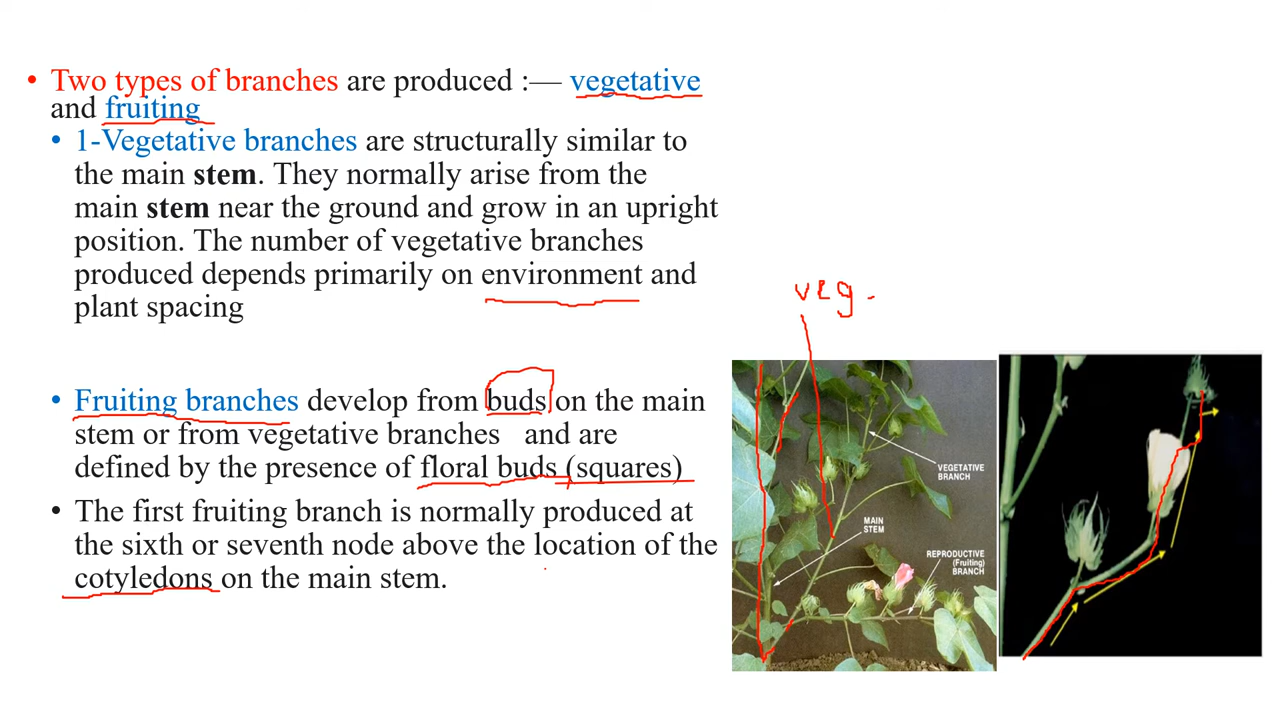 • Two types of branches are produced :— vegetative
and fruiting
• 1-Vegetative branches are structurally similar to
the main stem. They normally arise from the
main stem near the ground and grow in an upright
position. The number of vegetative branches
produced depends primarily on environment and
plant spacing
• Fruiting branches develop from buds on the main
stem or from vegetative branches and are
defined by the presence of floral buds (squares)
• The first fruiting branch is normally produced at
the sixth or seventh node above the location of the
cotyledons on the main stem.
veg.
VEGETATIVE
BRANCH
MAIN
STEM
REPRODUCTIVE
(Fruiting)
BRANCH